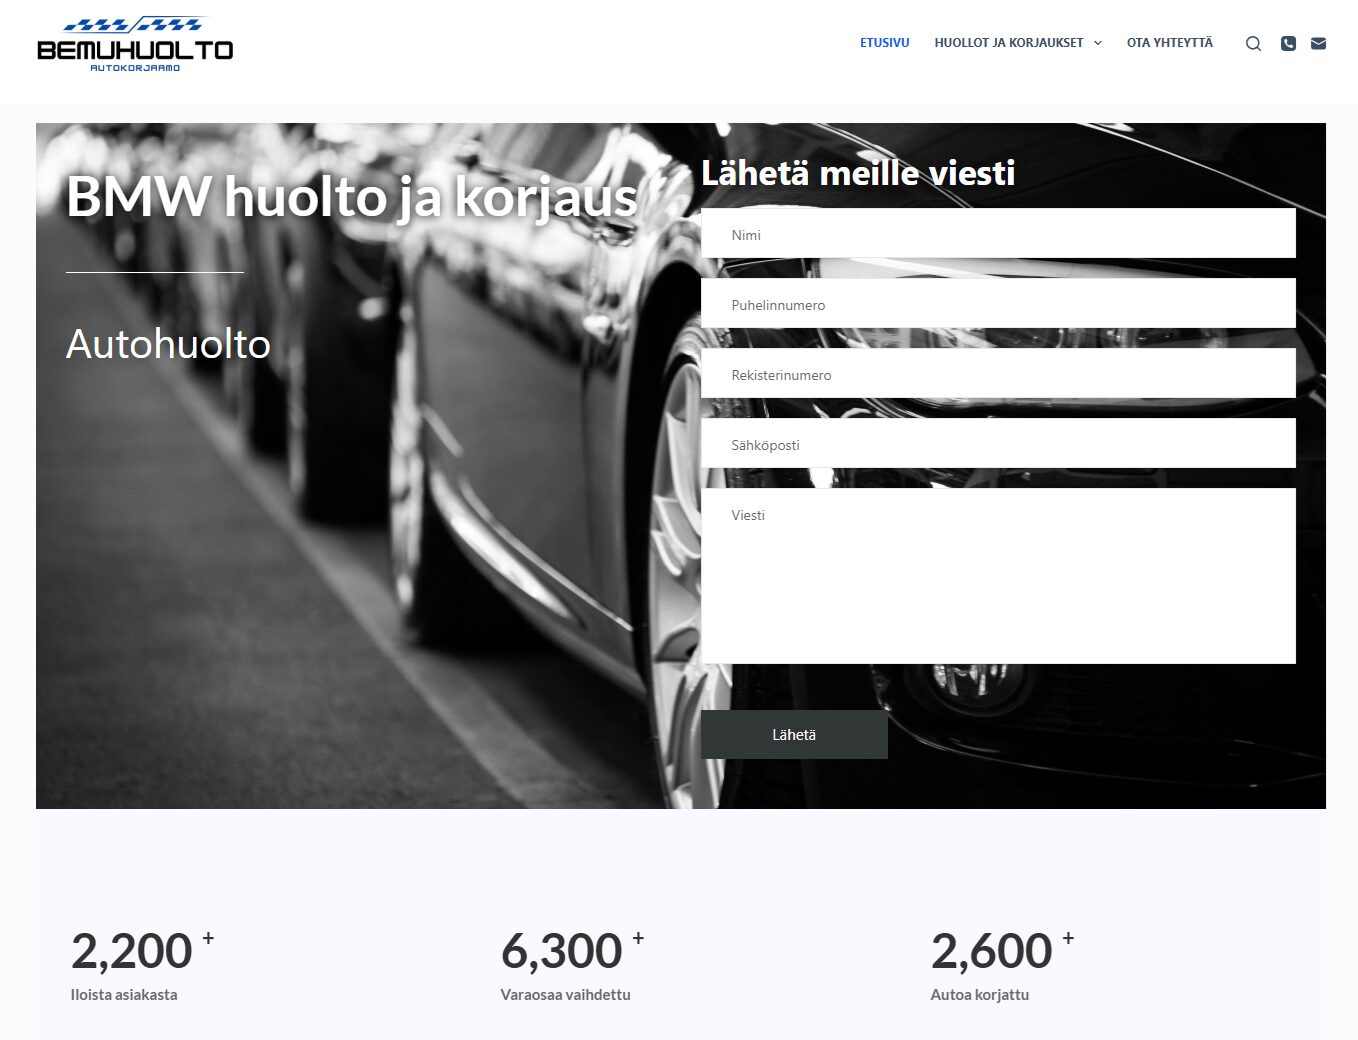 BEMUHUOLTO
AUTOKORJAAMO
ETUSIVU
HUOLLOT JA KORJAUKSET
OTA YHTEYTTÄ
BMW huolto ja korjaus
Autohuolto
Lähetä meille viesti
Nimi
Puhelinnumero
Rekisterinumero
Sähköposti
Viesti
Lähetä
2,200 +
Iloista asiakasta
6,300 +
Varaosaa vaihdettu
2,600 +
Autoa korjattu